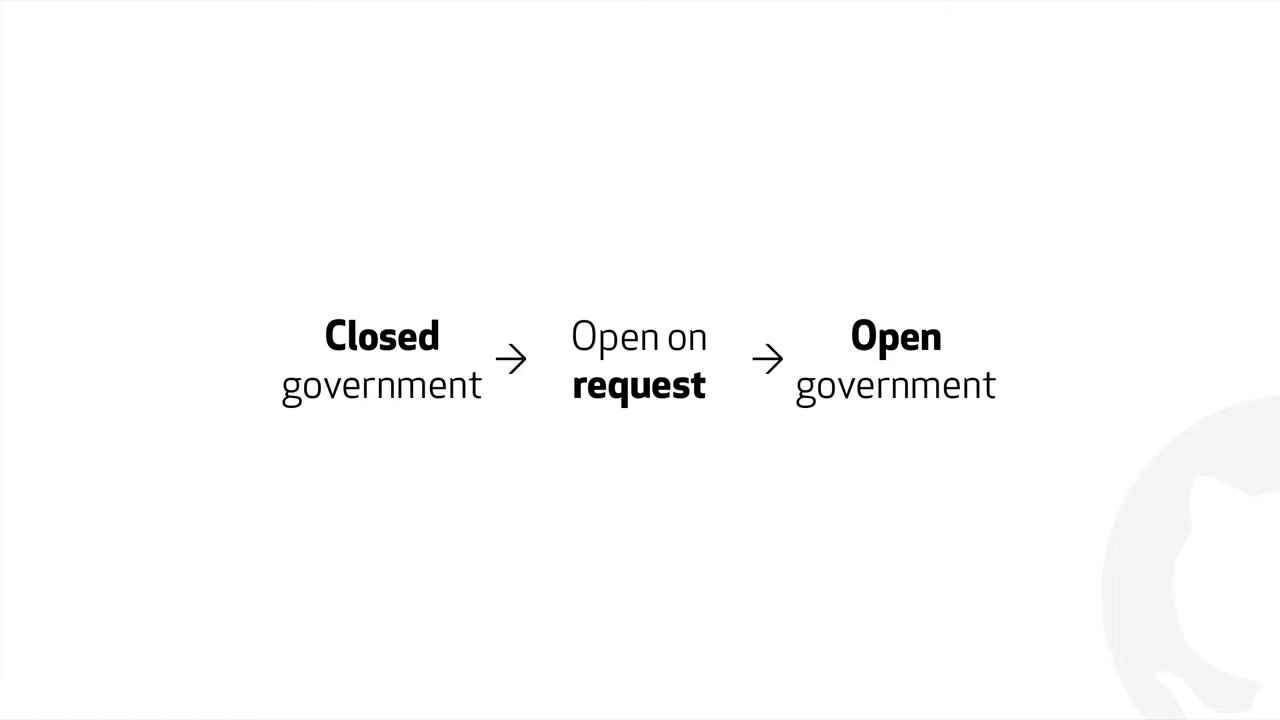 Closed
government
→
Open on
request
→
Open
government